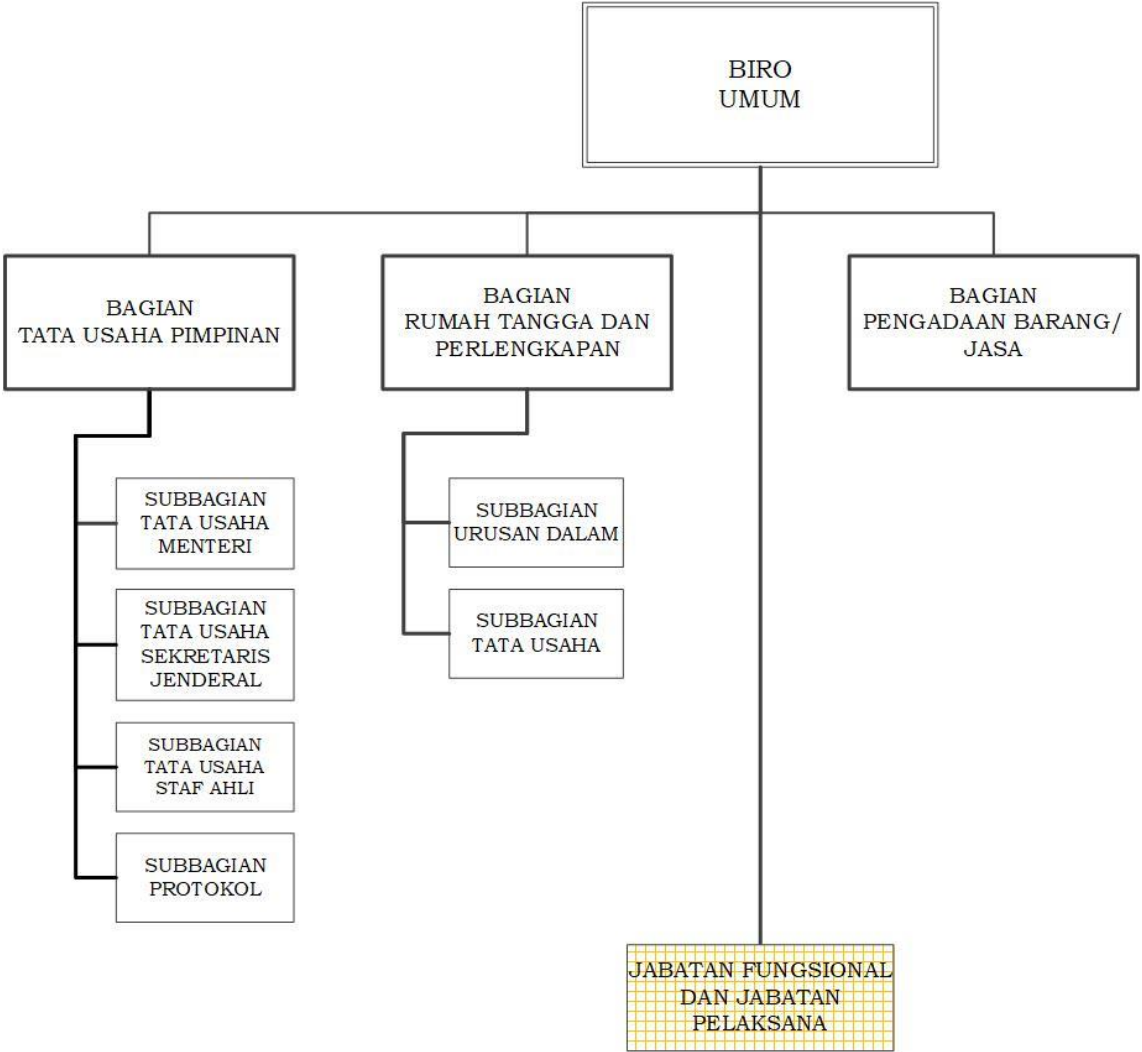 BIRO
UMUM
BAGIAN
TATA USAHA PIMPINAN
BAGIAN
RUMAH TANGGA DAN
PERLENGKAPAN
BAGIAN
PENGADAAN BARANG/
JASA
SUBBAGIAN
TATA USAHA
MENTERI
SUBBAGIAN
TATA USAHA
SEKRETARIS
JENDERAL
SUBBAGIAN
TATA USAHA
STAF AHLI
SUBBAGIAN
PROTOKOL
SUBBAGIAN
URUSAN DALAM
SUBBAGIAN
TATA USAHA
JABATAN FUNGSIONAL
DAN JABATAN
PELAKSANA